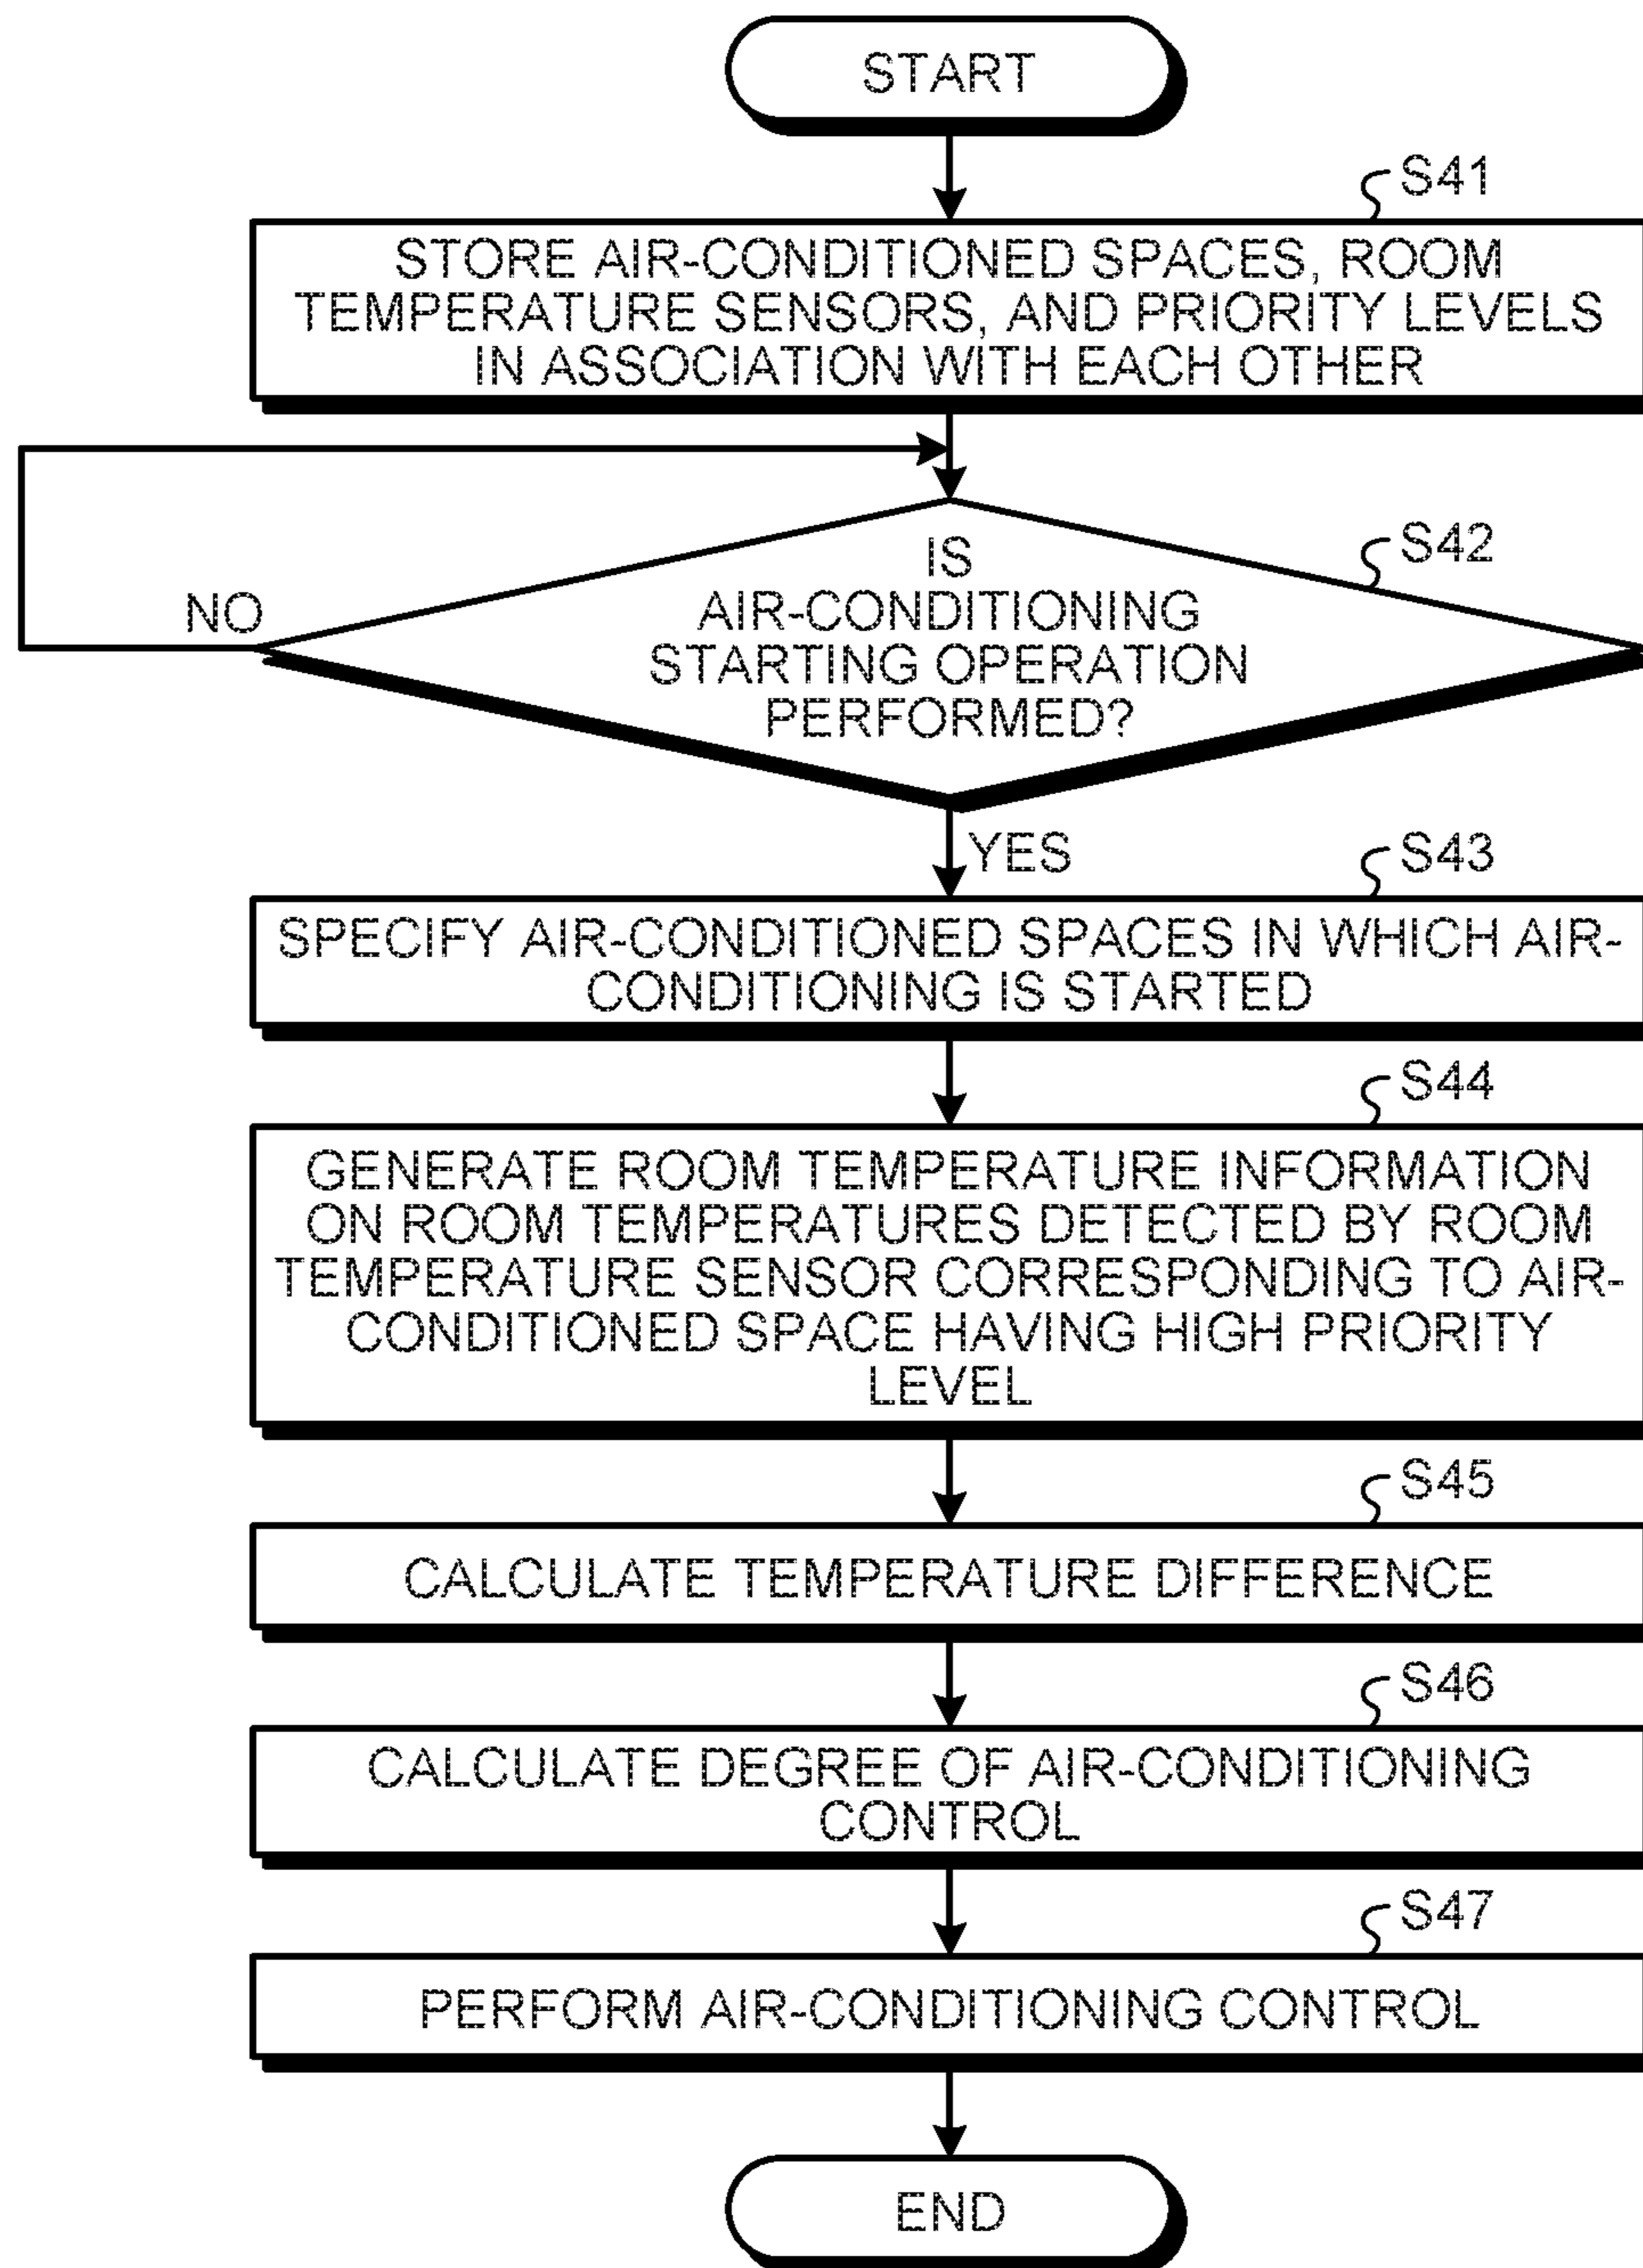 START
S41
STORE AIR-CONDITIONED SPACES, ROOM
TEMPERATURE SENSORS, AND PRIORITY LEVELS
IN ASSOCIATION WITH EACH OTHER
S42
IS
AIR-CONDITIONING
STARTING OPERATION
PERFORMED?
NO
YES
S43
SPECIFY AIR-CONDITIONED SPACES IN WHICH AIR-
CONDITIONING IS STARTED
S44
GENERATE ROOM TEMPERATURE INFORMATION
ON ROOM TEMPERATURES DETECTED BY ROOM
TEMPERATURE SENSOR CORRESPONDING TO AIR-
CONDITIONED SPACE HAVING HIGH PRIORITY
LEVEL
S45
CALCULATE TEMPERATURE DIFFERENCE
S46
CALCULATE DEGREE OF AIR-CONDITIONING
CONTROL
S47
PERFORM AIR-CONDITIONING CONTROL
END